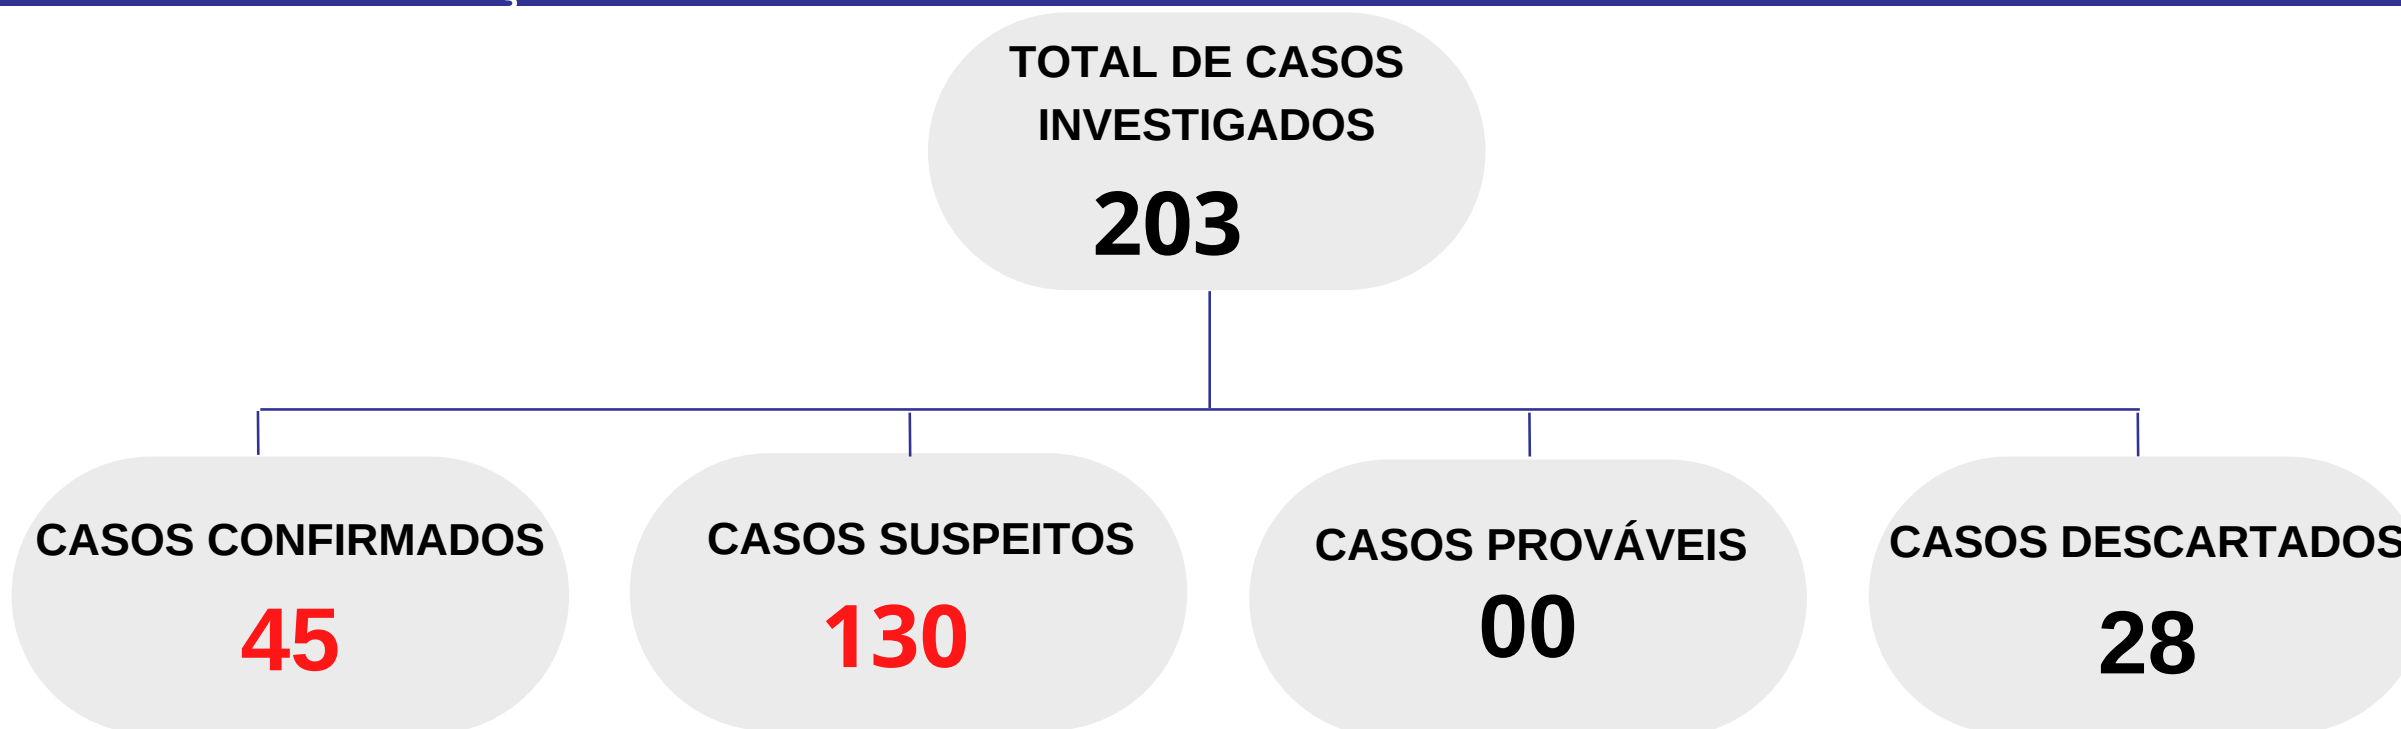 TOTAL DE CASOS
INVESTIGADOS
203
CASOS CONFIRMADOS
45
CASOS SUSPEITOS
130
CASOS PROVÁVEIS
00
CASOS DESCARTADOS
28